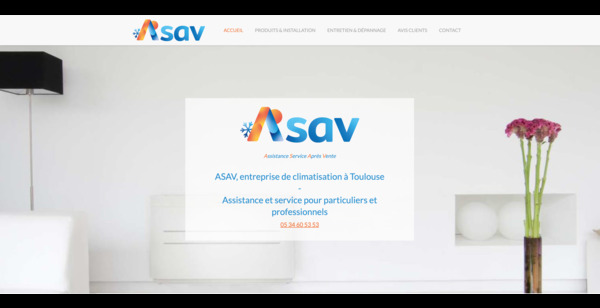 Asav
ACCUEIL PRODUITS & INSTALLATION ENTRETIEN & DÉPANNAGE AVIS CLIENTS CONTACT
Asav
Assistance Service Après Vente
ASAV, entreprise de climatisation à Toulouse
-
Assistance et service pour particuliers et
professionnels
05 34 60 53 53